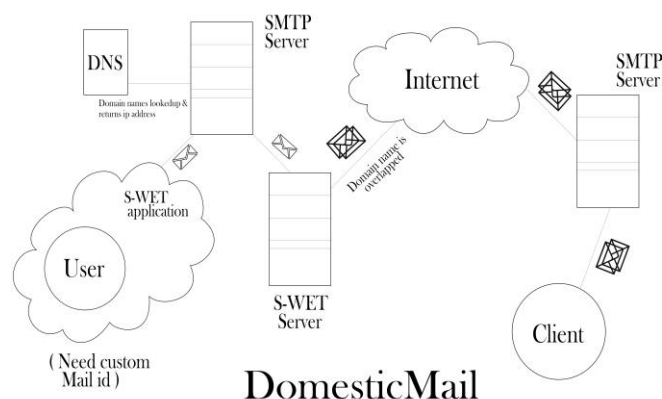 SMTP
Server
DNS
Domain names lookedup &
returns ip address
Internet
SMTP
Server
Domain name is
overlapped
S-WET
application
User
S-WET
Server
( Need custom
Mail id )
Client
DomesticMail